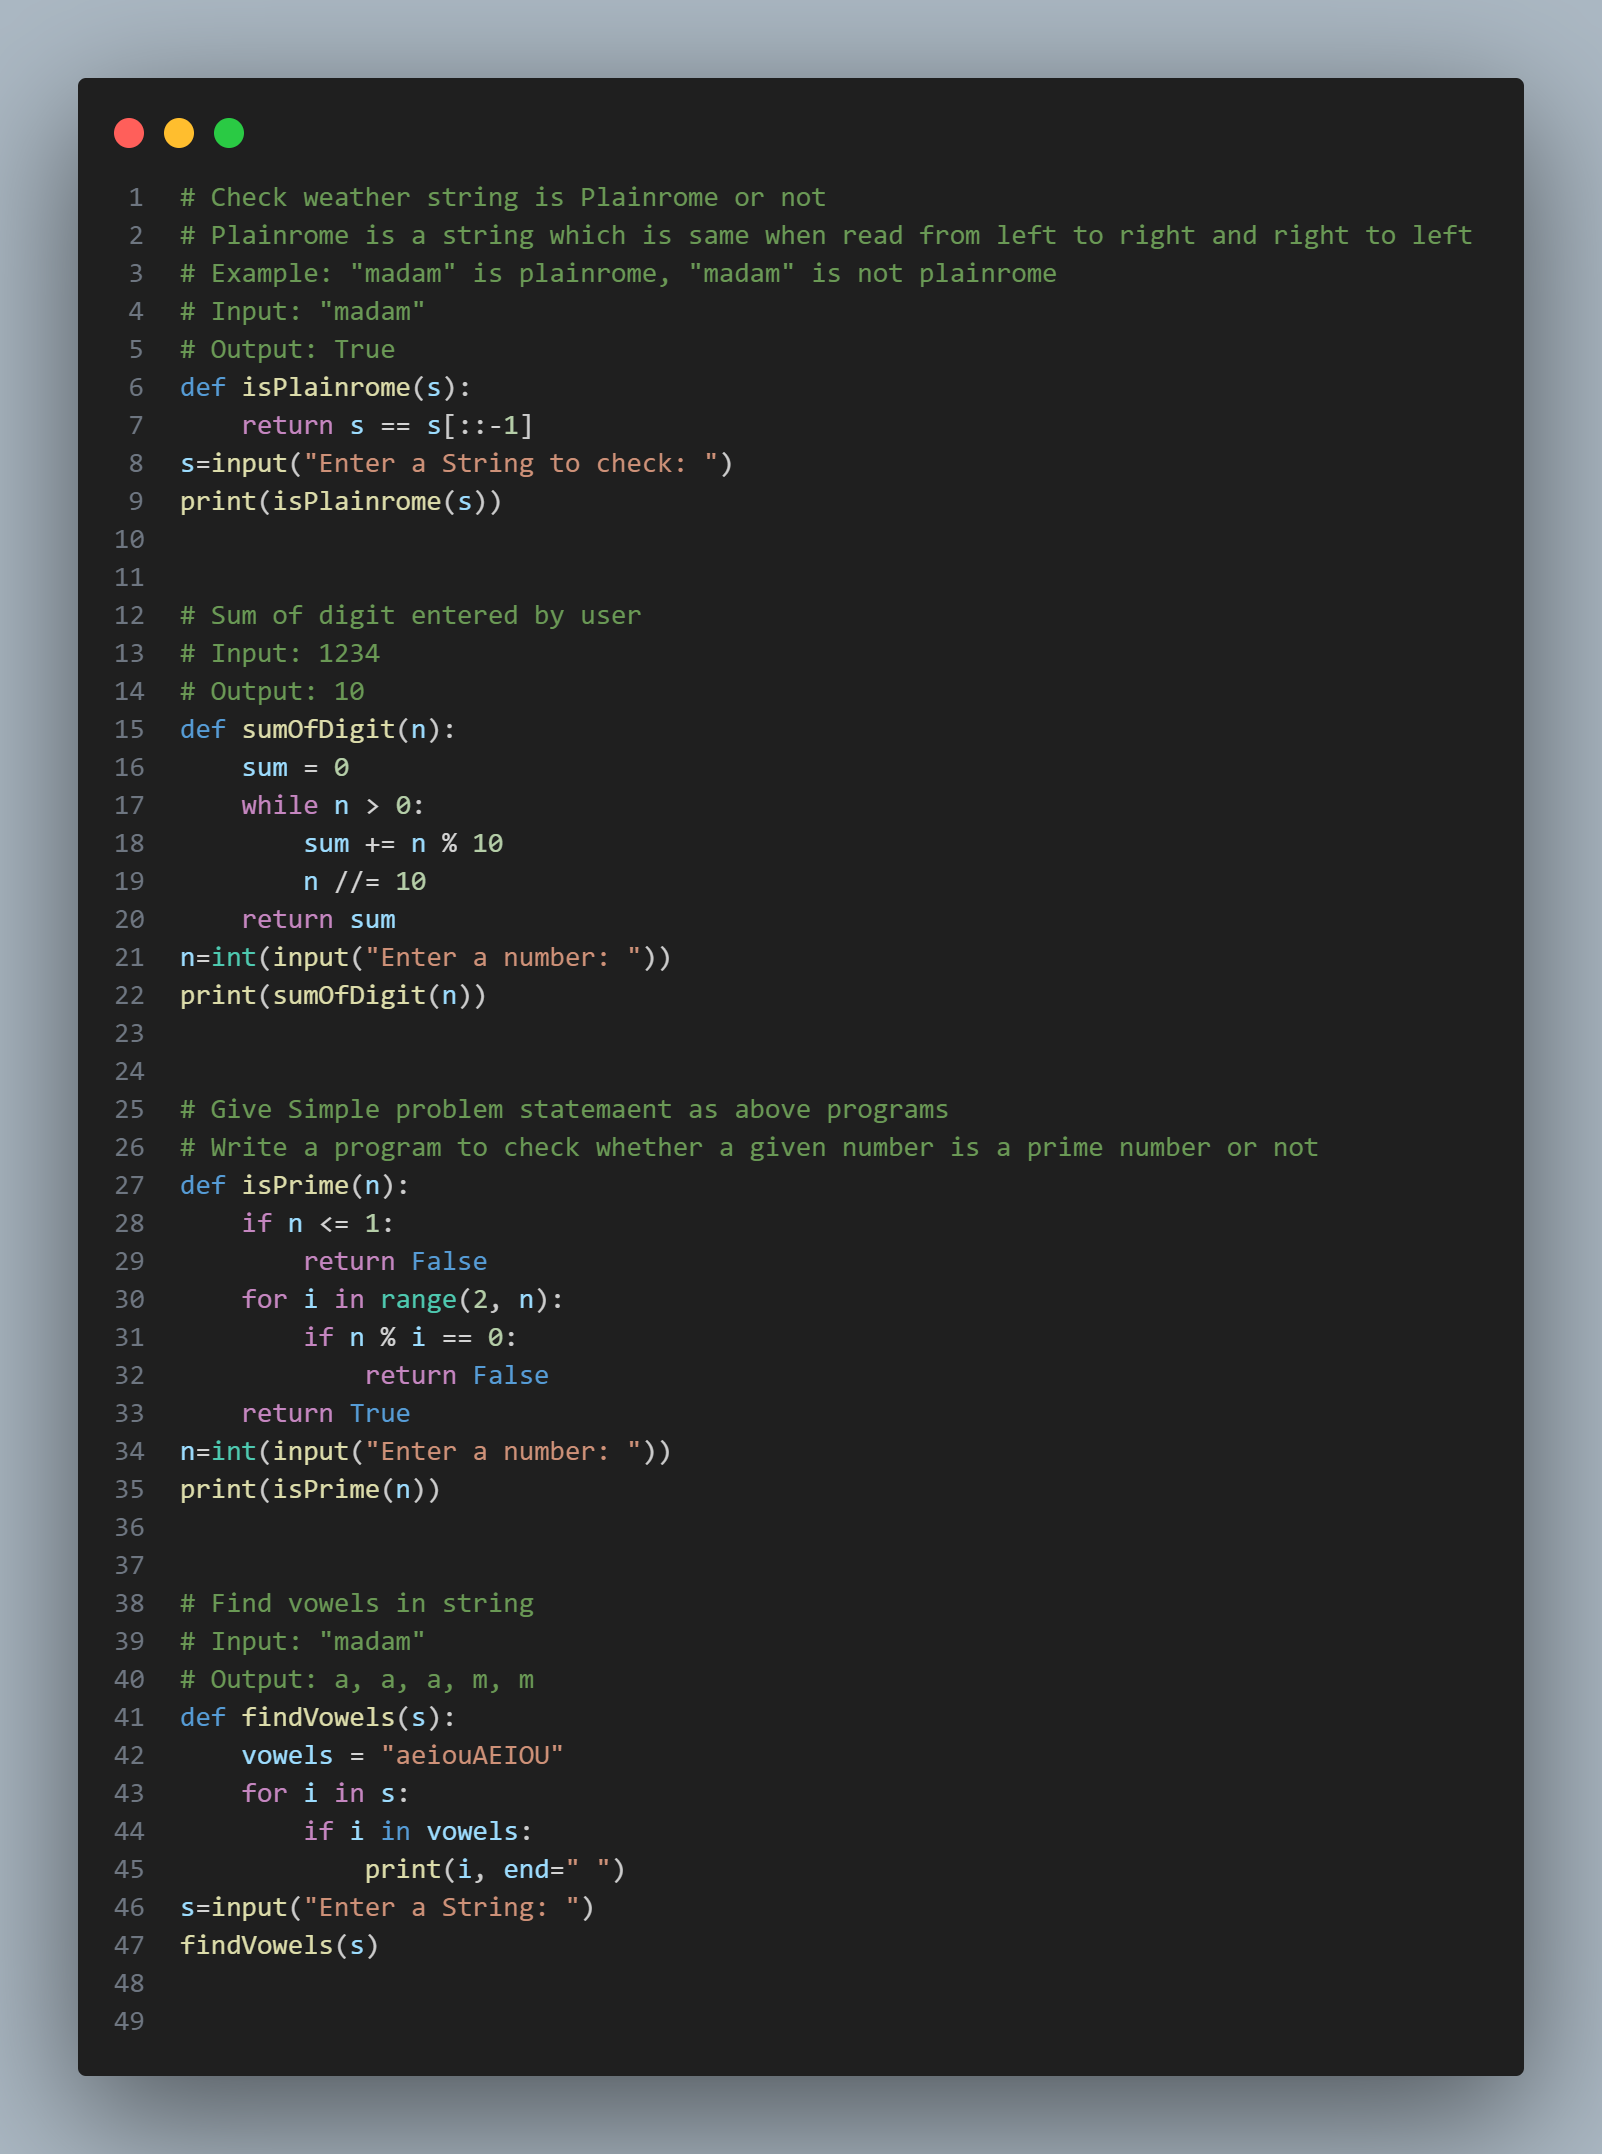 1 # Check weather string is Plainrome or not
2 # Plainrome is a string which is same when read from left to right and right to left
3 # Example: "madam" is plainrome, "madam" is not plainrome
4 # Input: "madam"
5 # Output: True
6 def isPlainrome(s):
7     return s == s[::-1]
8 s=input("Enter a String to check: ")
9 print(isPlainrome(s))
10
11
12 # Sum of digit entered by user
13 # Input: 1234
14 # Output: 10
15 def sumOfDigit(n):
16     sum = 0
17     while n > 0:
18         sum += n % 10
19         n //= 10
20     return sum
21 n=int(input("Enter a number: "))
22 print(sumOfDigit(n))
23
24
25 # Give Simple problem statemaent as above programs
26 # Write a program to check whether a given number is a prime number or not
27 def isPrime(n):
28     if n <= 1:
29         return False
30     for i in range(2, n):
31         if n % i == 0:
32             return False
33     return True
34 n=int(input("Enter a number: "))
35 print(isPrime(n))
36
37
38 # Find vowels in string
39 # Input: "madam"
40 # Output: a, a, a, m, m
41 def findVowels(s):
42     vowels = "aeiouAEIOU"
43     for i in s:
44         if i in vowels:
45             print(i, end=" ")
46 s=input("Enter a String: ")
47 findVowels(s)
48
49